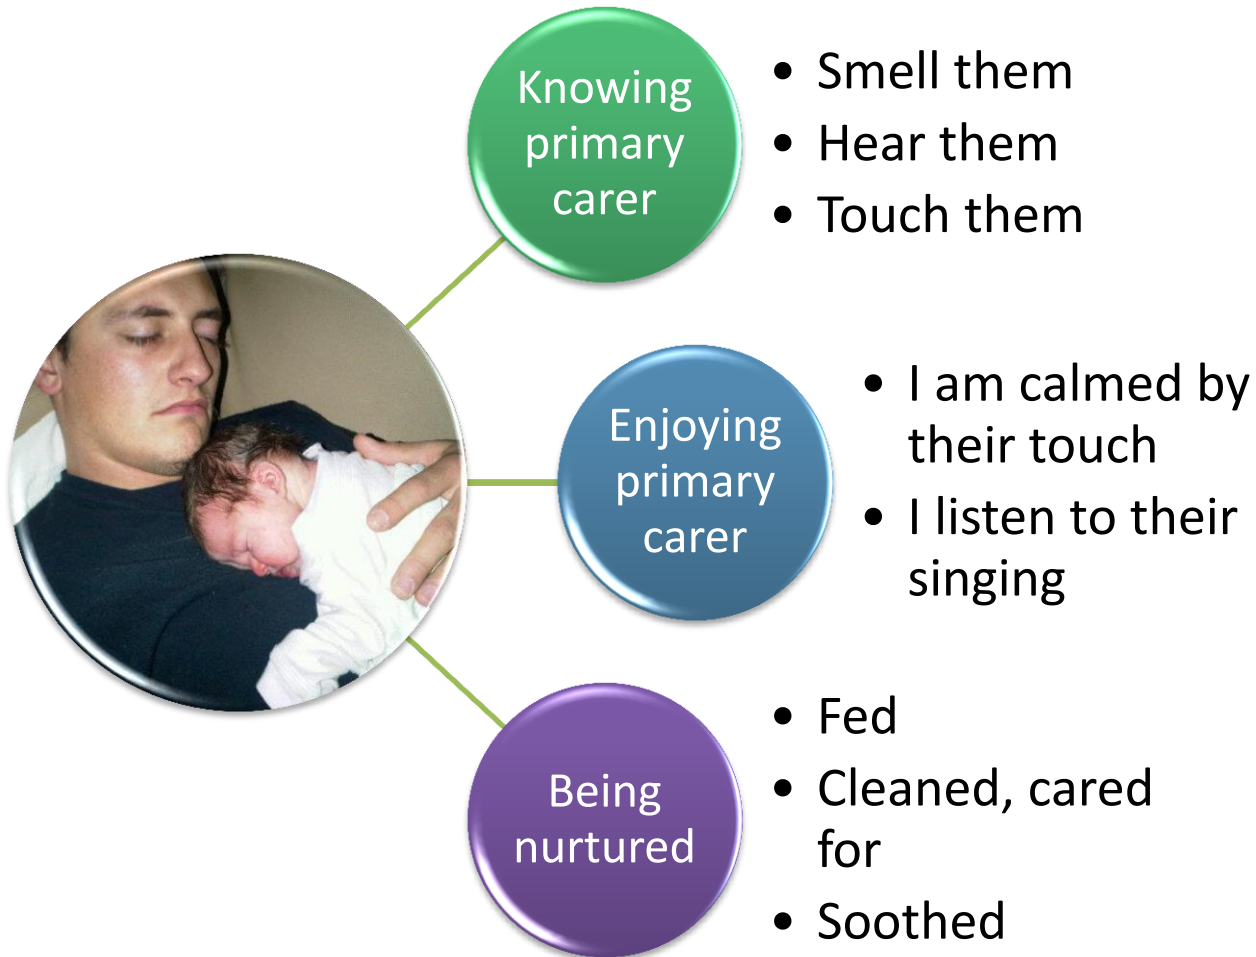 Knowing
primary
carer
• Smell them
• Hear them
• Touch them
Enjoying
primary
carer
• I am calmed by
their touch
• I listen to their
singing
Being
nurtured
• Fed
• Cleaned, cared
for
• Soothed